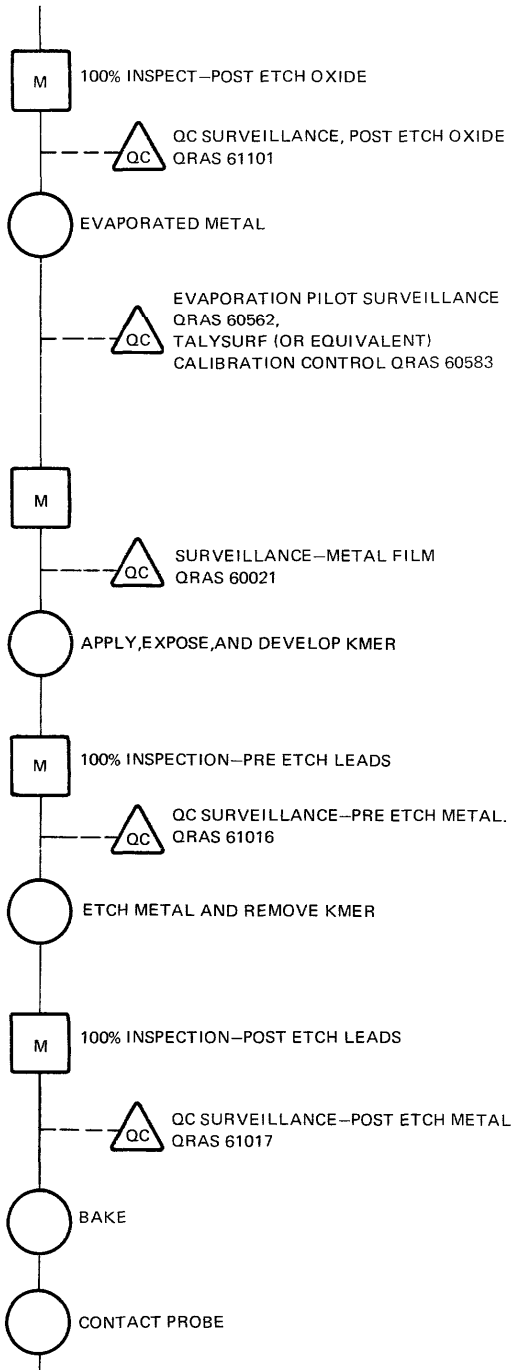 M
100% INSPECT—POST ETCH OXIDE
QC
QC SURVEILLANCE, POST ETCH OXIDE
QRAS 61101
EVAPORATED METAL
QC
EVAPORATION PILOT SURVEILLANCE
QRAS 60562,
TALYSURF (OR EQUIVALENT)
CALIBRATION CONTROL QRAS 60583
M
QC
SURVEILLANCE—METAL FILM
QRAS 60021
APPLY,EXPOSE,AND DEVELOP KMER
M
100% INSPECTION—PRE ETCH LEADS
QC
QC SURVEILLANCE—PRE ETCH METAL.
QRAS 61016
ETCH METAL AND REMOVE KMER
M
100% INSPECTION—POST ETCH LEADS
QC
QC SURVEILLANCE—POST ETCH METAL
QRAS 61017
BAKE
CONTACT PROBE